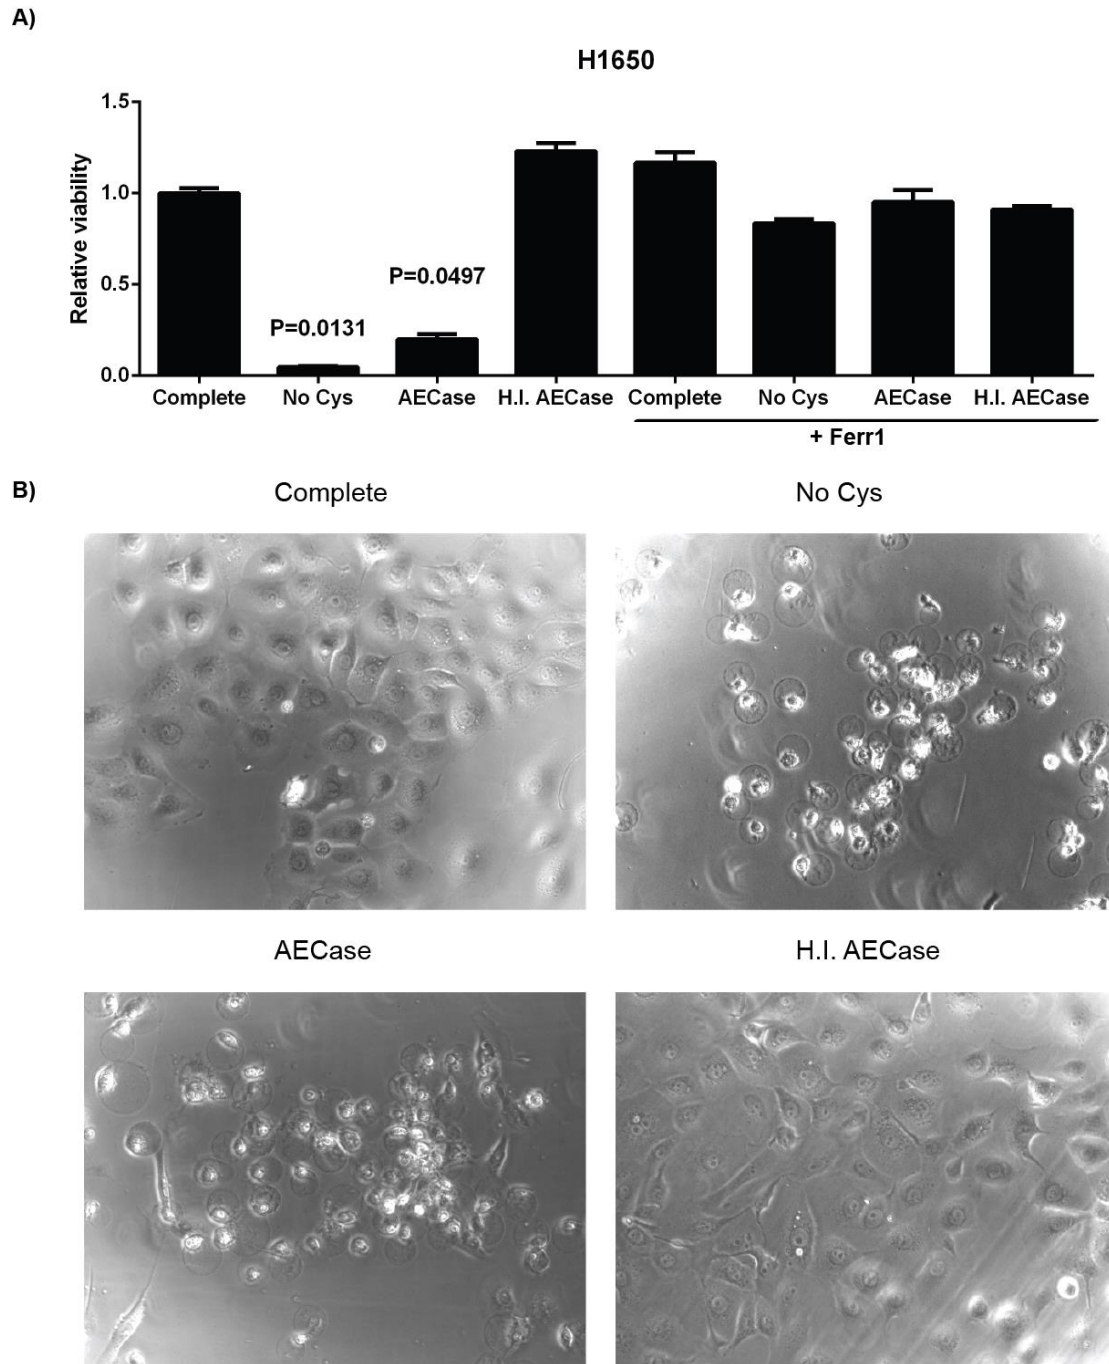 A)
H1650
Relative viability
1.5
1.0
0.5
0.0
P=0.0131
P=0.0497
Complete
No Cys
AECase
H.I. AECase
Complete
No Cys
AECase
H.I. AECase
+ Ferr1
B)
Complete
No Cys
AECase
H.I. AECase